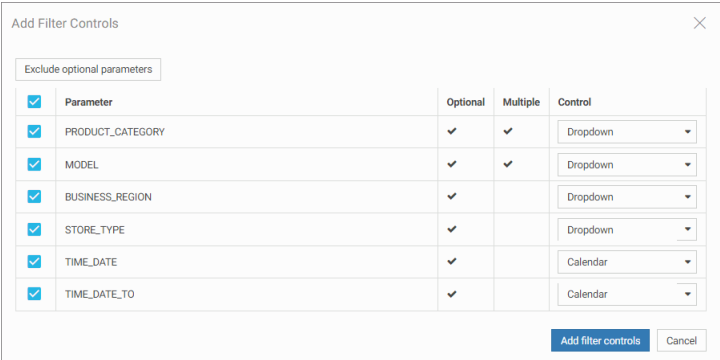 Add Filter Controls
Exclude optional parameters
Parameter Optional Multiple Control
PRODUCT_CATEGORY Dropdown
MODEL Dropdown
BUSINESS_REGION Dropdown
STORE_TYPE Dropdown
TIME_DATE Calendar
TIME_DATE_TO Calendar
Add filter controls Cancel